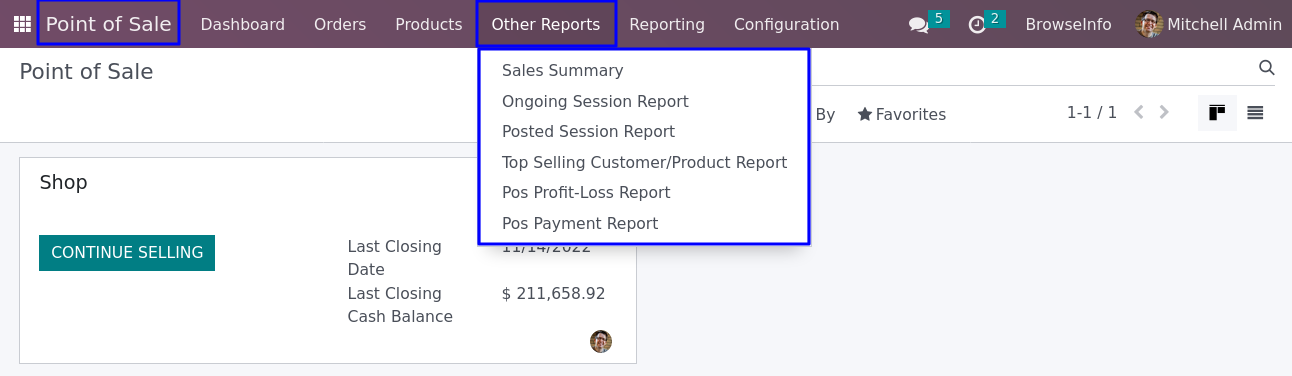 Point of Sale Dashboard Orders Products Other Reports Reporting Configuration 5 2 BrowseInfo Mitchell Admin
Point of Sale
Sales Summary
Ongoing Session Report
Posted Session Report
Top Selling Customer/Product Report
Pos Profit-Loss Report
Pos Payment Report
By Favorites 1-1 / 1
Shop
CONTINUE SELLING
Last Closing Date 11/14/2022
Last Closing Cash Balance $ 211,658.92